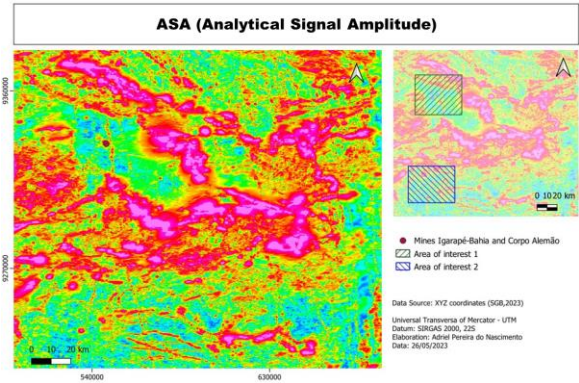 ASA (Analytical Signal Amplitude)
9360000
9270000
0 10 20 km
540000
630000
0 10 20 km
Mines Igarapé-Bahia and Corpo Alemão
Area of interest 1
Area of interest 2
Data Source: XYZ coordinates (SGB,2023)
Universal Transversa of Mercator - UTM
Datum: SIRGAS 2000, 22S
Elaboration: Adriel Pereira do Nascimento
Data: 26/05/2023